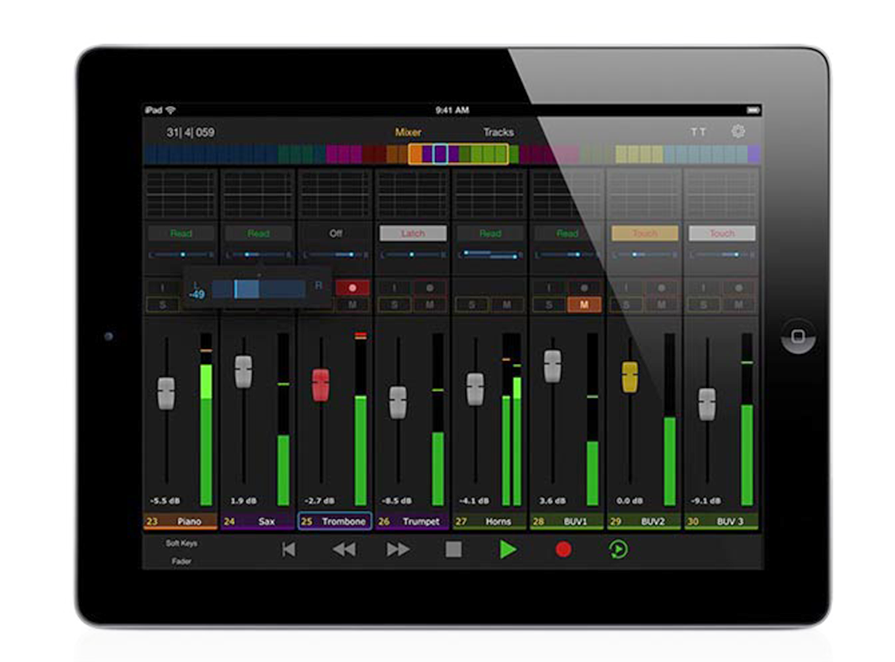 iPad 9:41 AM
31| 4| 059 Mixer Tracks T T
Read Read Off Latch Read Read Touch Touch
L R L R L R L R L R L R L R L R
I L R I I I I
-49
S M S M S M S M S M S M
-5.5 dB 1.9 dB -2.7 dB -8.5 dB -4.1 dB 3.6 dB 0.0 dB -9.1 dB
23 Piano 24 Sax 25 Trombone 26 Trumpet 27 Horns 28 BUV1 29 BUV2 30 BUV 3
Soft Keys
Fader